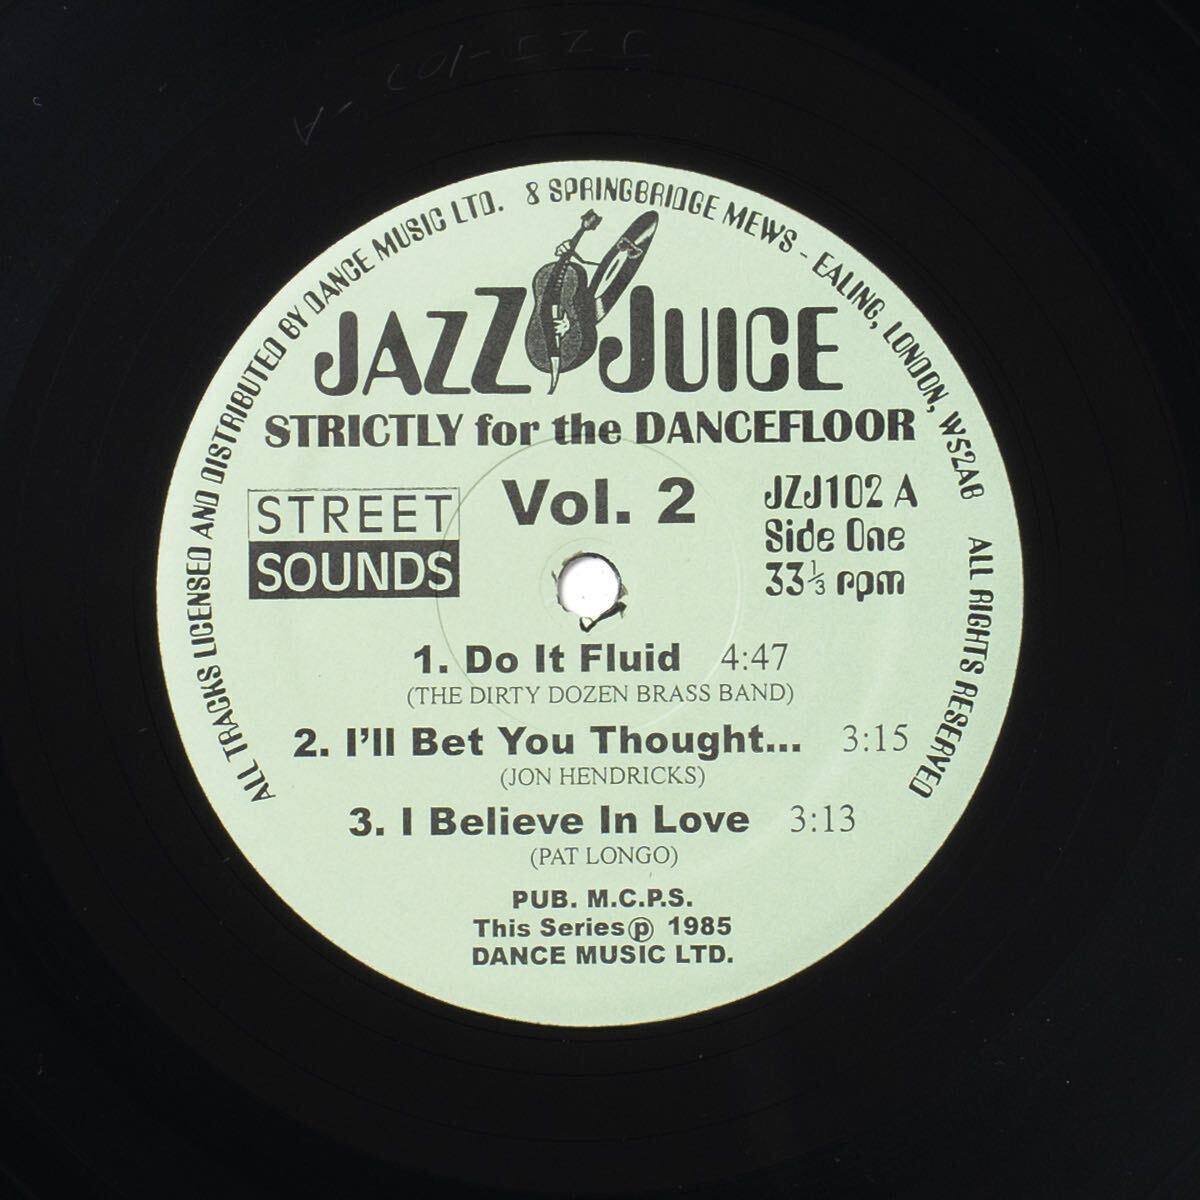 JZJ-102-A
ALL TRACKS LICENSED AND DISTRIBUTED BY DANCE MUSIC LTD. 8 SPRINGBRIDGE MEWS - EALING, LONDON, W52AB ALL RIGHTS RESERVED
JAZZ JUICE
STRICTLY for the DANCEFLOOR
STREET
SOUNDS
Vol. 2
JZJ102 A
Side One
33⅓ rpm
1. Do It Fluid 4:47
(THE DIRTY DOZEN BRASS BAND)
2. I'll Bet You Thought... 3:15
(JON HENDRICKS)
3. I Believe In Love 3:13
(PAT LONGO)
PUB. M.C.P.S.
This Series ℗ 1985
DANCE MUSIC LTD.